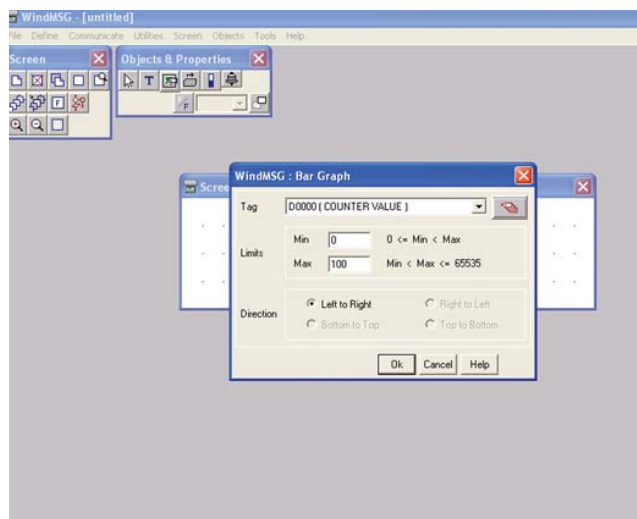 WindMSG - [untitled]
File Define Communicate Utilities Screen Objects Tools Help
Screen
Objects & Properties
T
F
F
Scree
WindMSG : Bar Graph
Tag D0000 ( COUNTER VALUE )
Limits
Min 0 0 <= Min < Max
Max 100 Min < Max <= 65535
Direction
Left to Right Right to Left
Bottom to Top Top to Bottom
Ok Cancel Help